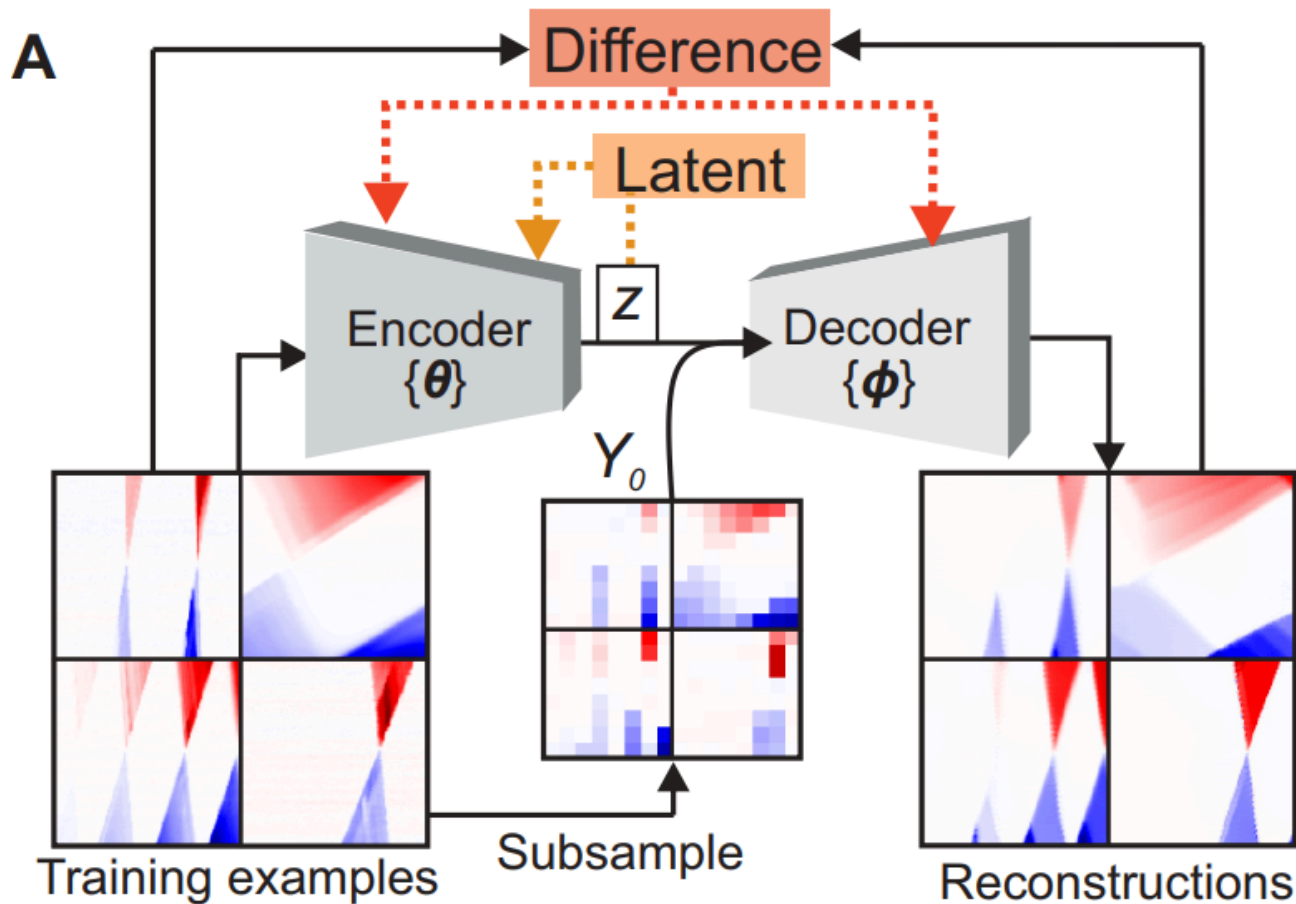 A
Difference
Latent
Encoder
{θ}
z
Decoder
{ϕ}
Y0
Training examples
Subsample
Reconstructions